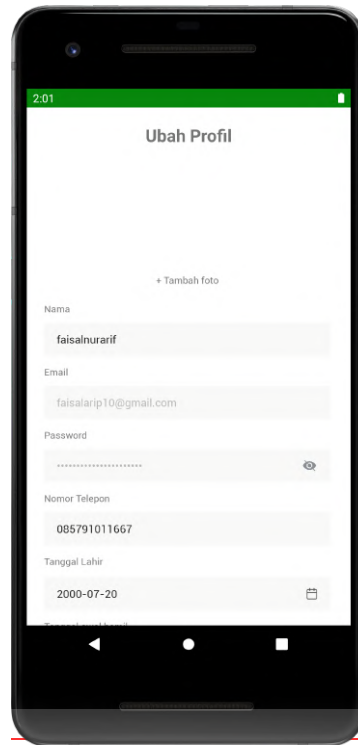 2:01
Ubah Profil
+ Tambah foto
Nama
faisalnurarif
Email
faisalarip10@gmail.com
Password
Nomor Telepon
085791011667
Tanggal Lahir
2000-07-20